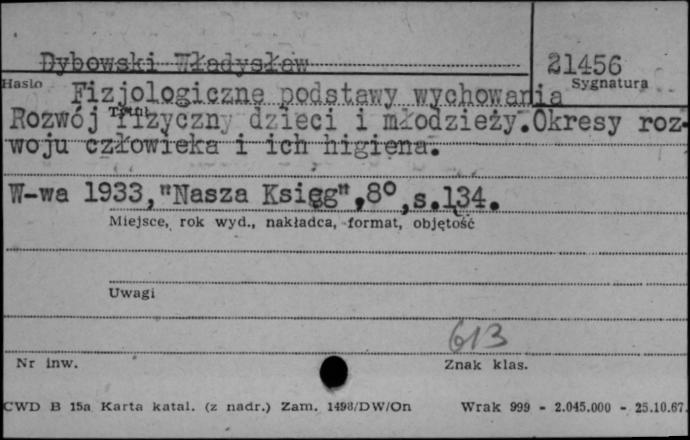 Dybowski Władysław
21456
Hasło
Sygnatura
Fizjologiczne podstawy wychowania
Rozwój fizyczny dzieci i młodzieży.Okresy roz-
woju człowieka i ich higiena.
W-wa 1933,"Nasza Księg",8°,s.134.
Miejsce, rok wyd., nakładca, format, objętość
Uwagi
613
Nr inw.
Znak klas.
CWD B 15a Karta katal. (z nadr.) Zam. 1498/DW/On
Wrak 999 - 2.045.000 - 25.10.67.